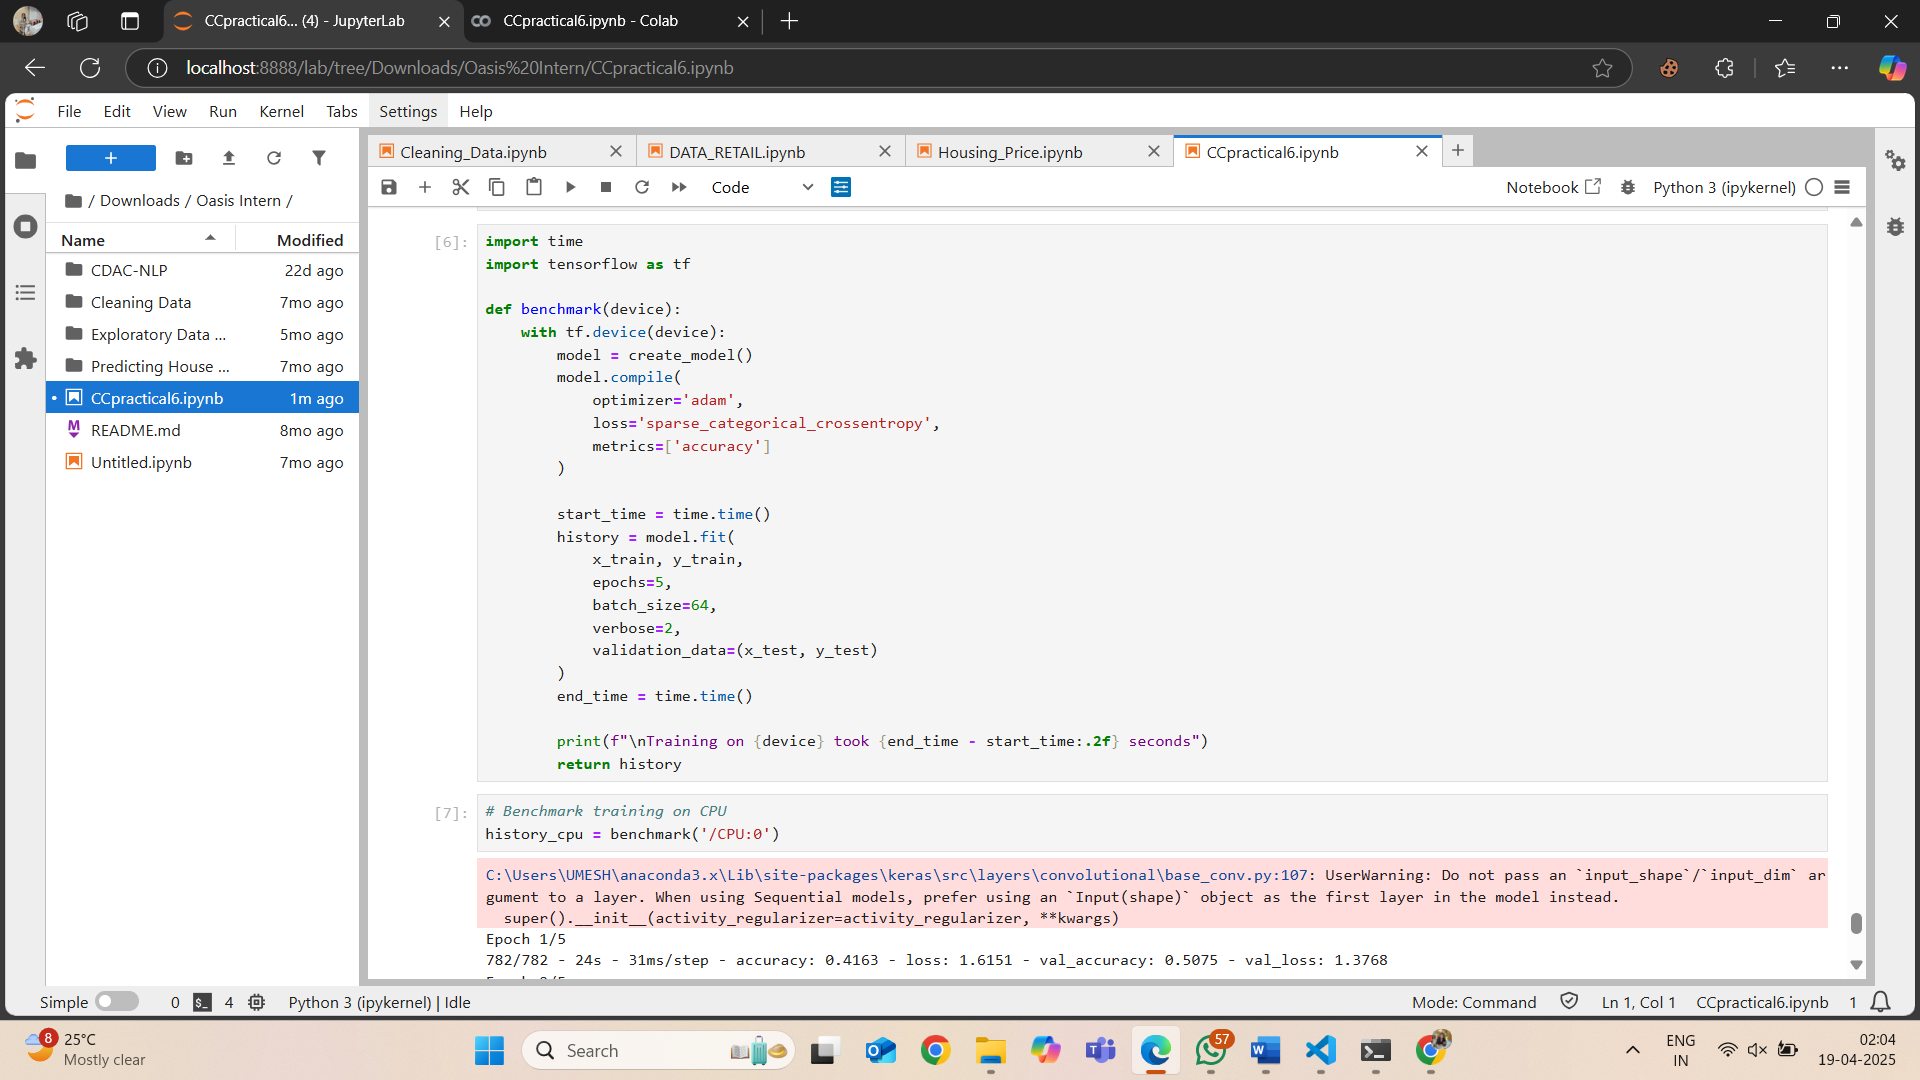 CCpractical6... (4) - JupyterLab
CCpractical6.ipynb - Colab
localhost:8888/lab/tree/Downloads/Oasis%20Intern/CCpractical6.ipynb
File Edit View Run Kernel Tabs Settings Help
Cleaning_Data.ipynb
DATA_RETAIL.ipynb
Housing_Price.ipynb
CCpractical6.ipynb
Code
Notebook
Python 3 (ipykernel)
/ Downloads / Oasis Intern /
Name Modified
CDAC-NLP 22d ago
Cleaning Data 7mo ago
Exploratory Data ... 5mo ago
Predicting House ... 7mo ago
CCpractical6.ipynb 1m ago
README.md 8mo ago
Untitled.ipynb 7mo ago
[6]:
import time
import tensorflow as tf
def benchmark(device):
    with tf.device(device):
        model = create_model()
        model.compile(
            optimizer='adam',
            loss='sparse_categorical_crossentropy',
            metrics=['accuracy']
        )
        start_time = time.time()
        history = model.fit(
            x_train, y_train,
            epochs=5,
            batch_size=64,
            verbose=2,
            validation_data=(x_test, y_test)
        )
        end_time = time.time()
        print(f"\nTraining on {device} took {end_time - start_time:.2f} seconds")
        return history
[7]:
# Benchmark training on CPU
history_cpu = benchmark('/CPU:0')
C:\Users\UMESH\anaconda3.x\Lib\site-packages\keras\src\layers\convolutional\base_conv.py:107: UserWarning: Do not pass an `input_shape`/`input_dim` ar
gument to a layer. When using Sequential models, prefer using an `Input(shape)` object as the first layer in the model instead.
  super().__init__(activity_regularizer=activity_regularizer, **kwargs)
Epoch 1/5
782/782 - 24s - 31ms/step - accuracy: 0.4163 - loss: 1.6151 - val_accuracy: 0.5075 - val_loss: 1.3768
Simple 0 4 Python 3 (ipykernel) | Idle
Mode: Command Ln 1, Col 1 CCpractical6.ipynb 1
8
25°C
Mostly clear
Search
57
ENG
IN
02:04
19-04-2025